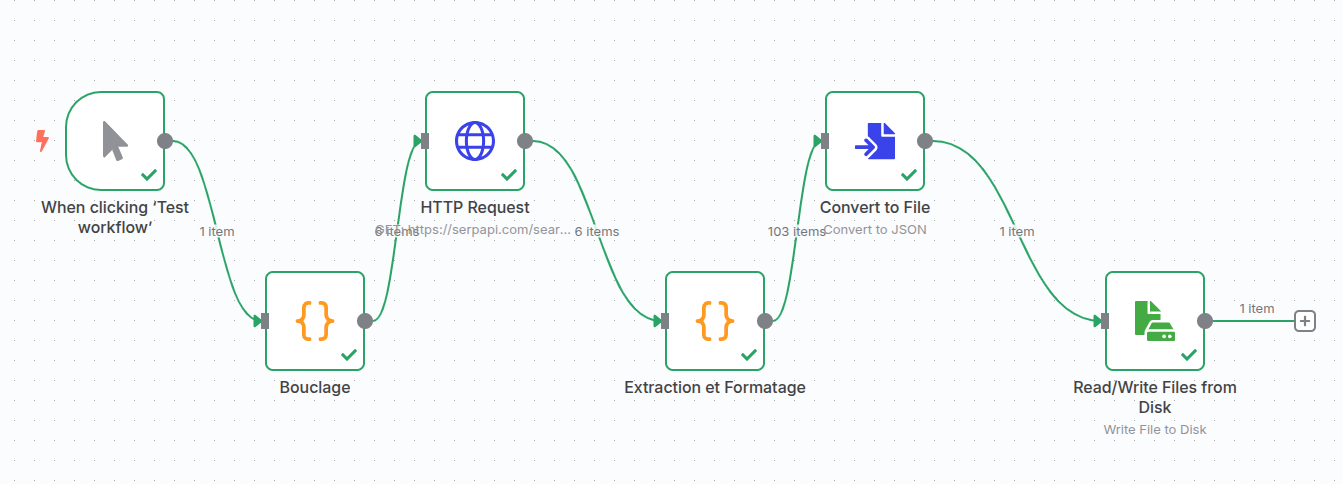 When clicking ‘Test
workflow’
1 item
Bouclage
6 items
HTTP Request
GET: https://serpapi.com/sear...
6 items
Extraction et Formatage
103 items
Convert to File
Convert to JSON
1 item
Read/Write Files from
Disk
Write File to Disk
1 item